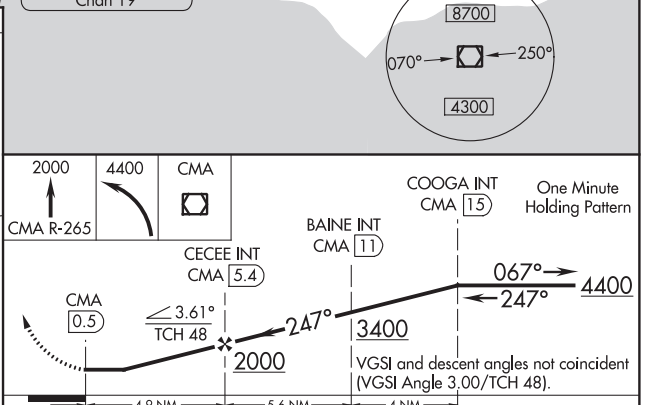 Chan 19
8700
070°
250°
4300
2000
4400
CMA
CMA R-265
COOGA INT
CMA 15
One Minute
Holding Pattern
BAINE INT
CMA 11
CECEE INT
CMA 5.4
067°
4400
247°
CMA
0.5
3.61°
TCH 48
247°
3400
2000
VGSI and descent angles not coincident
(VGSI Angle 3.00/TCH 48).
4.9 NM
5.6 NM
4 NM